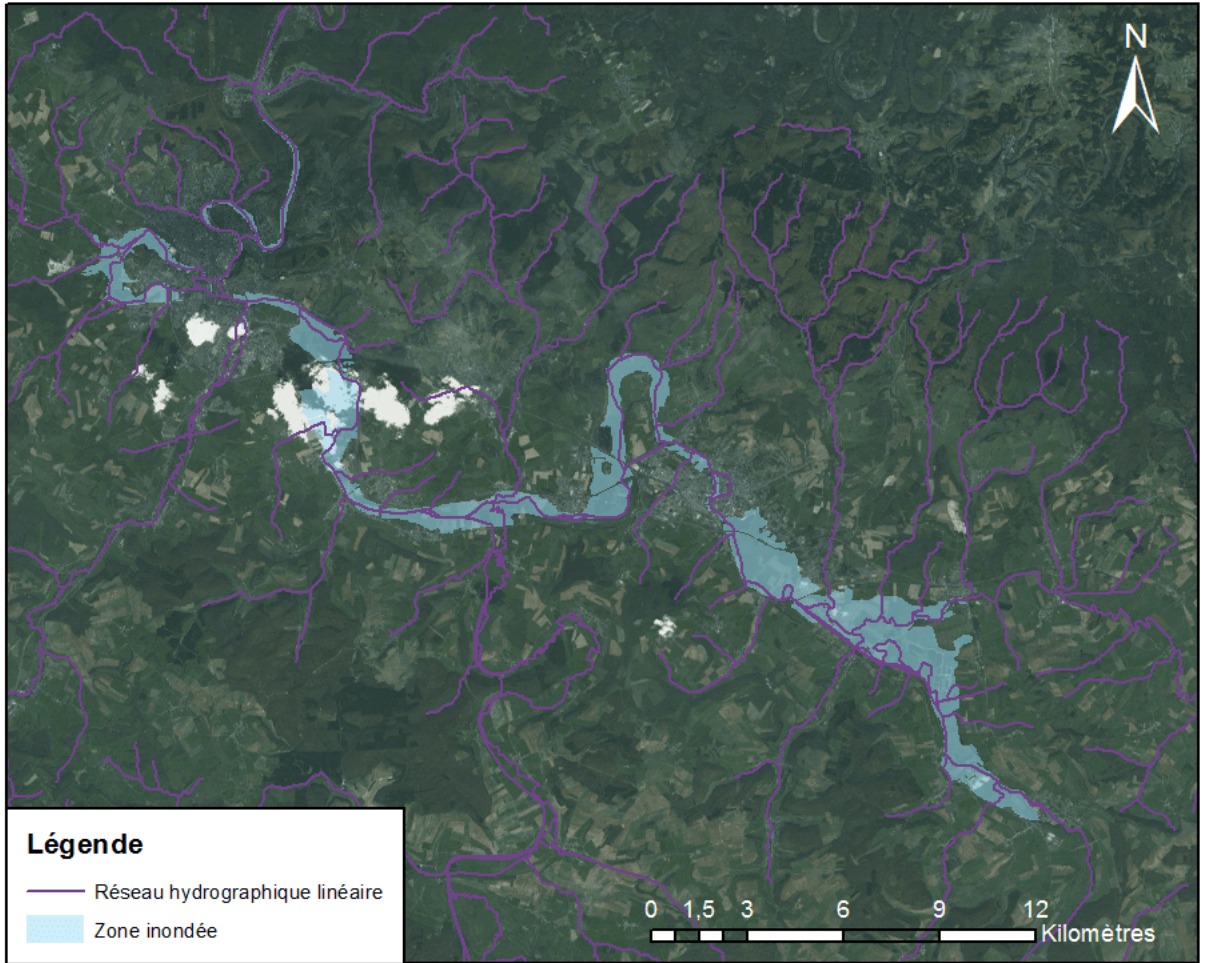 N
Légende
Réseau hydrographique linéaire
Zone inondée
0 1,5 3 6 9 12
Kilomètres